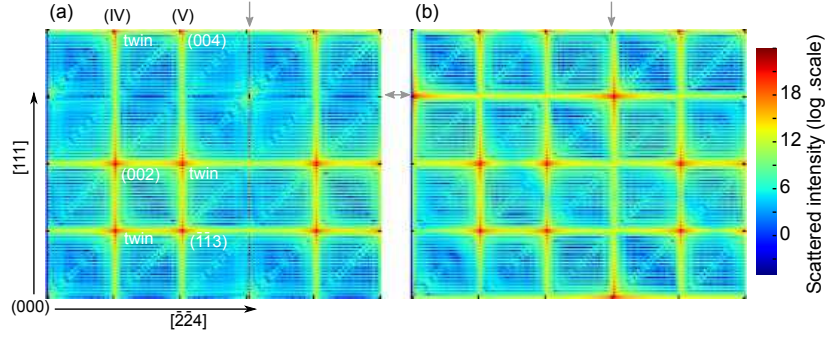 (a)
(IV)
(V)
(b)
twin
(004)
[111]
(002)
twin
twin
(1̄1̄3)
(000)
[2̄2̄4]
18
12
6
0
Scattered intensity (log .scale)